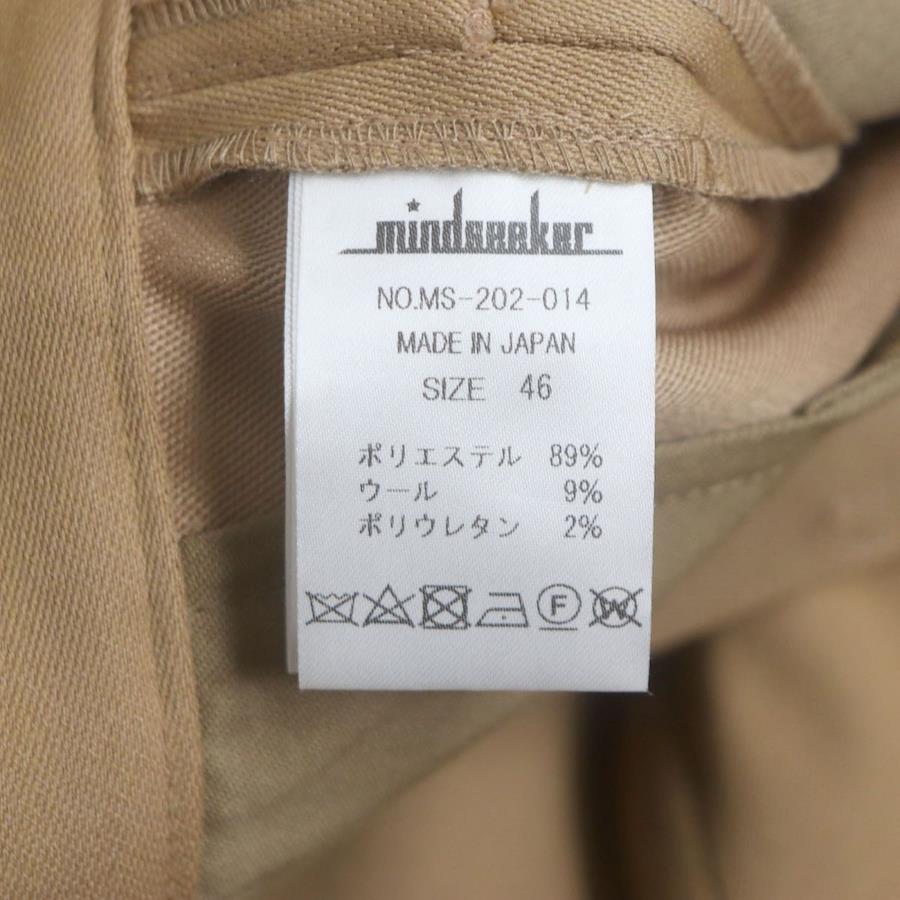 mindseeker
NO.MS-202-014
MADE IN JAPAN
SIZE 46
ポリエステル 89%
ウール 9%
ポリウレタン 2%
F W